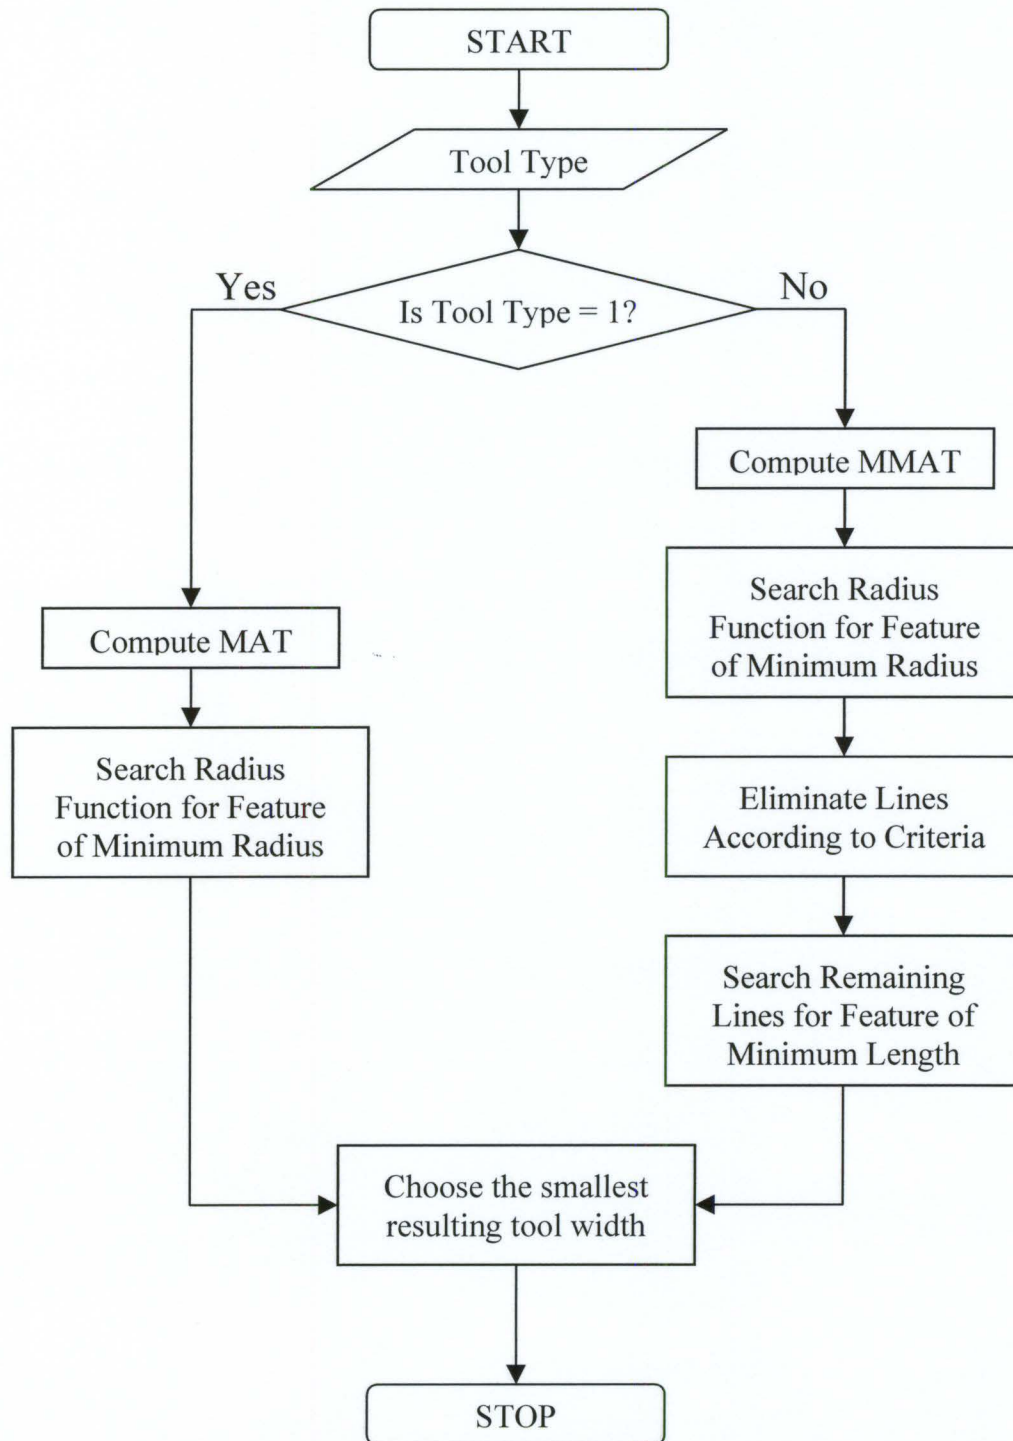 START
Tool Type
Yes
No
Is Tool Type = 1?
Compute MMAT
Search Radius
Function for Feature
of Minimum Radius
Compute MAT
Search Radius
Function for Feature
of Minimum Radius
Eliminate Lines
According to Criteria
Search Remaining
Lines for Feature of
Minimum Length
Choose the smallest
resulting tool width
STOP